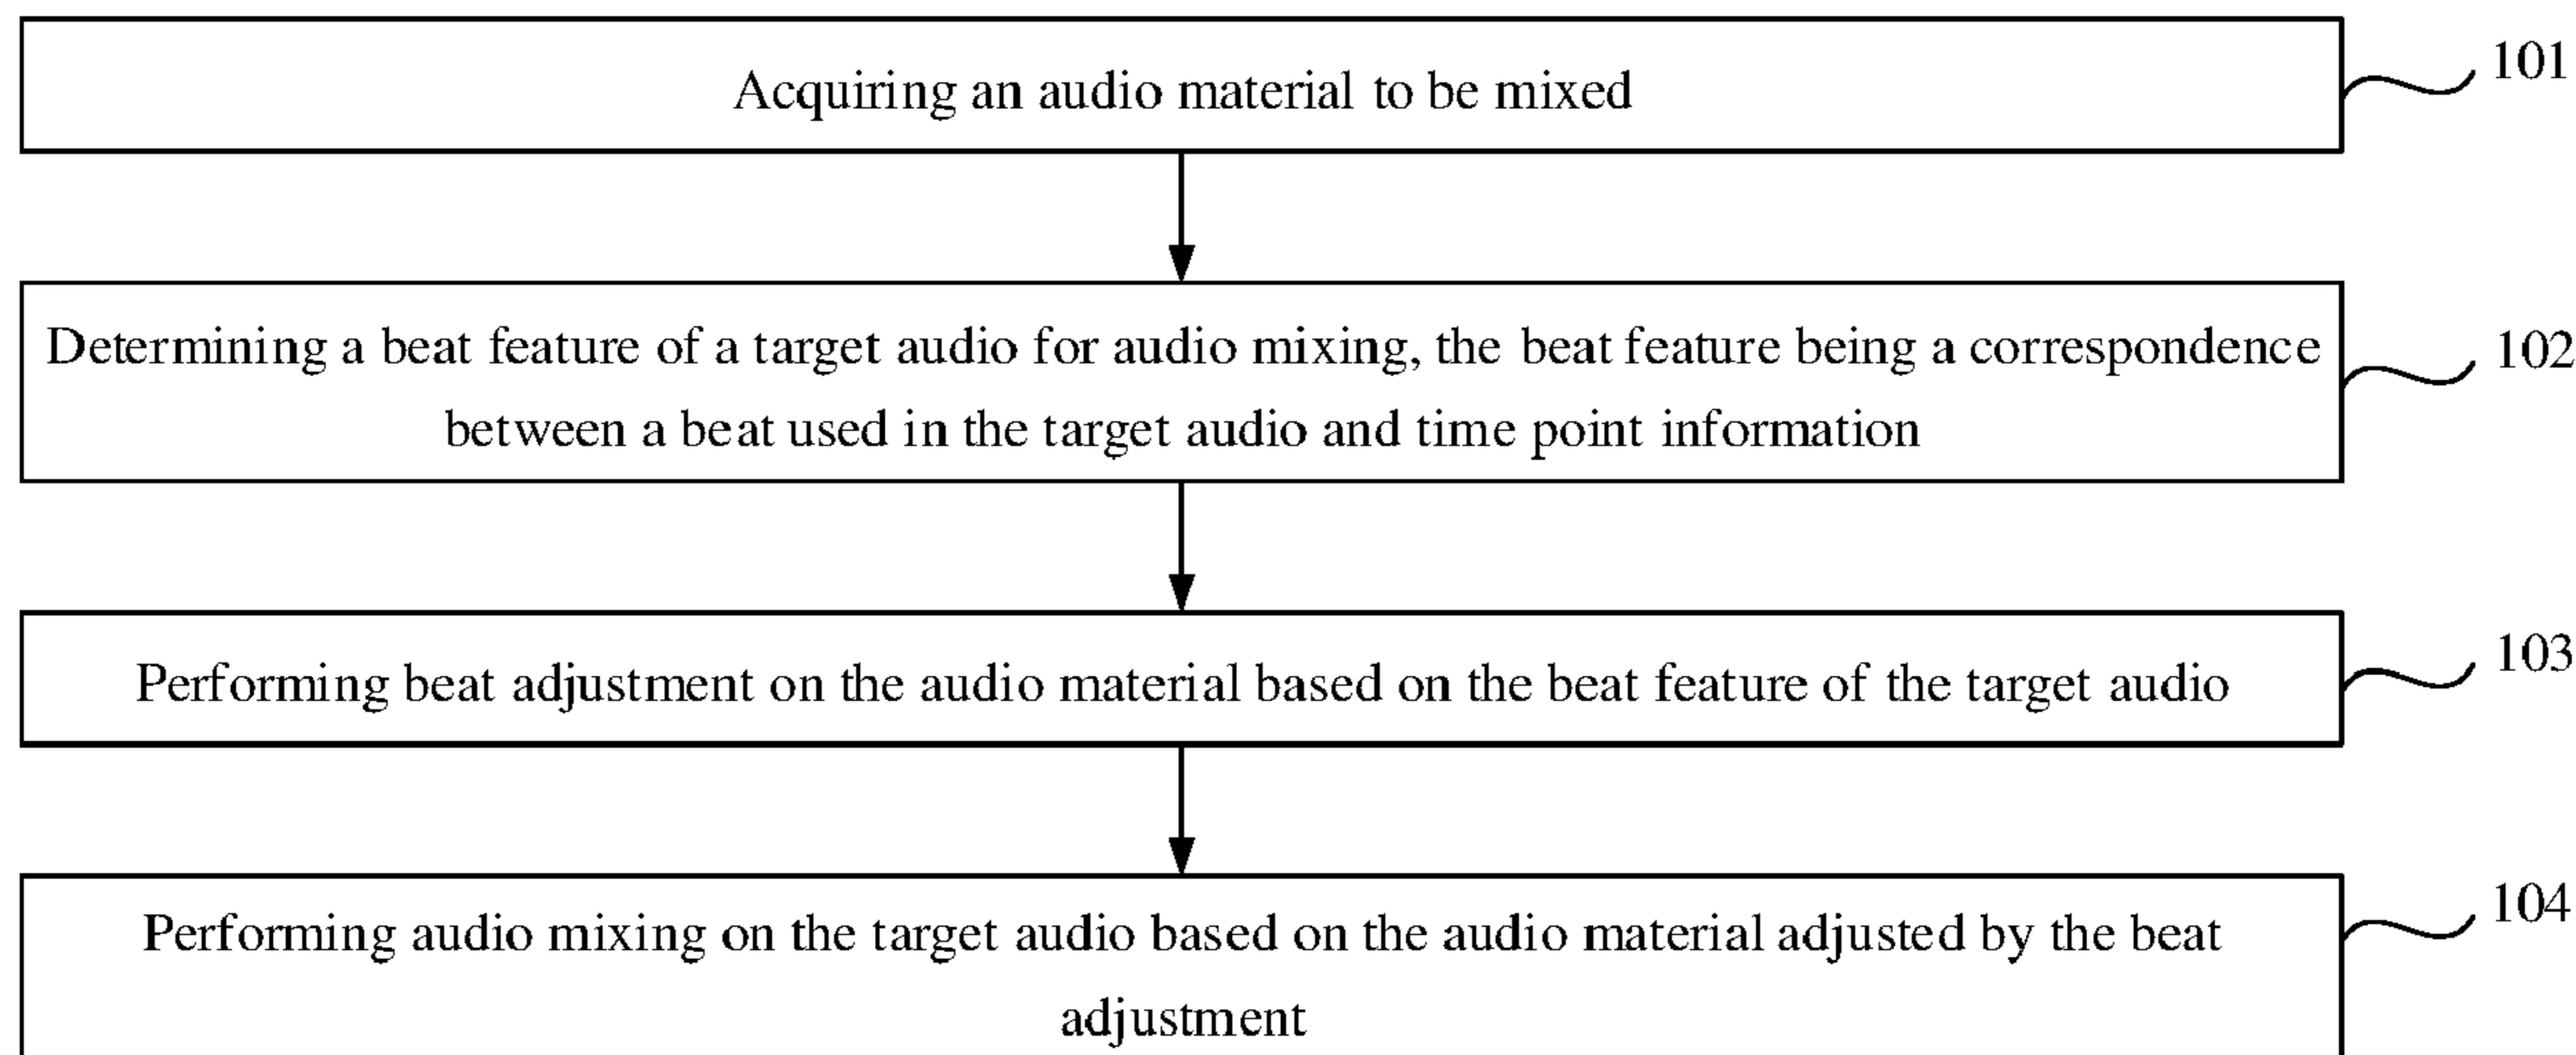 Acquiring an audio material to be mixed
101
Determining a beat feature of a target audio for audio mixing, the beat feature being a correspondence
between a beat used in the target audio and time point information
102
Performing beat adjustment on the audio material based on the beat feature of the target audio
103
Performing audio mixing on the target audio based on the audio material adjusted by the beat
adjustment
104